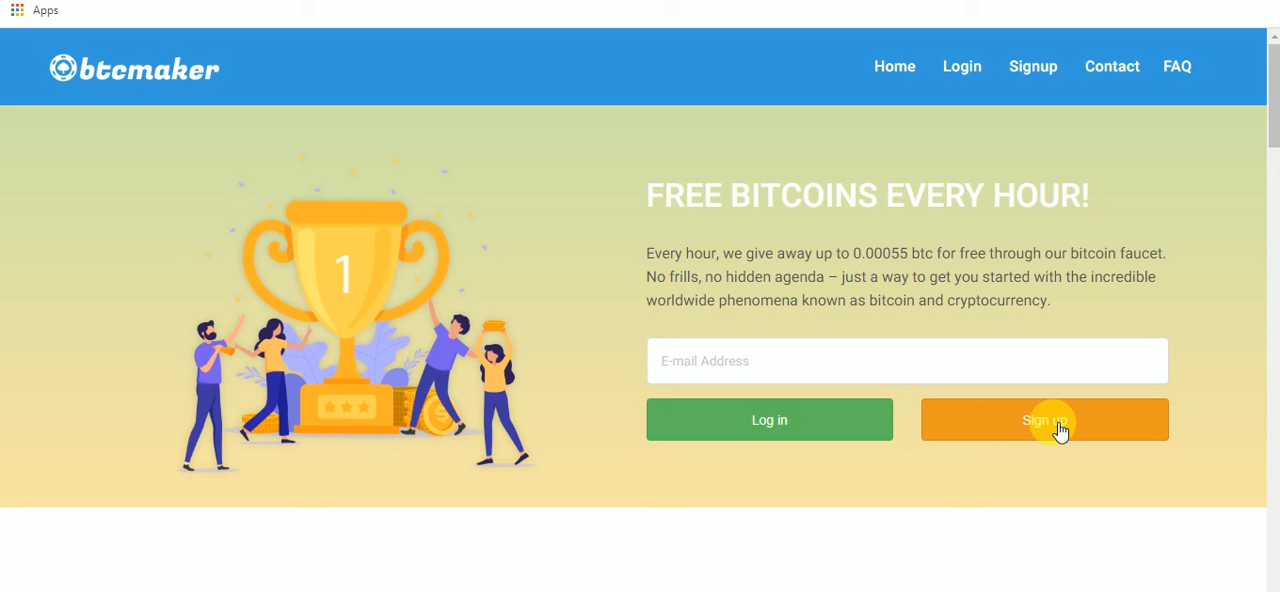 Apps
btcmaker
Home Login Signup Contact FAQ
FREE BITCOINS EVERY HOUR!
Every hour, we give away up to 0.00055 btc for free through our bitcoin faucet.
No frills, no hidden agenda – just a way to get you started with the incredible
worldwide phenomena known as bitcoin and cryptocurrency.
1
E-mail Address
Log in Sign up